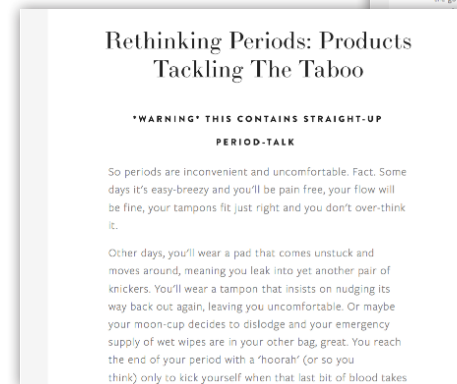 Rethinking Periods: Products
Tackling The Taboo
*WARNING* THIS CONTAINS STRAIGHT-UP
PERIOD-TALK
So periods are inconvenient and uncomfortable. Fact. Some
days it's easy-breezy and you'll be pain free, your flow will
be fine, your tampons fit just right and you don't over-think
it.
Other days, you'll wear a pad that comes unstuck and
moves around, meaning you leak into yet another pair of
knickers. You'll wear a tampon that insists on nudging its
way back out again, leaving you uncomfortable. Or maybe
your moon-cup decides to dislodge and your emergency
supply of wet wipes are in your other bag, great. You reach
the end of your period with a 'hoorah' (or so you
think) only to kick yourself when that last bit of blood takes